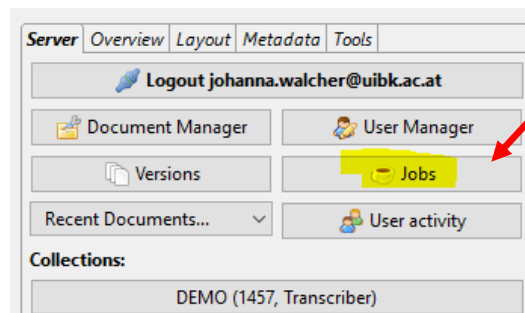 Server Overview Layout Metadata Tools
Logout johanna.walcher@uibk.ac.at
Document Manager User Manager
Versions Jobs
Recent Documents... User activity
Collections:
DEMO (1457, Transcriber)